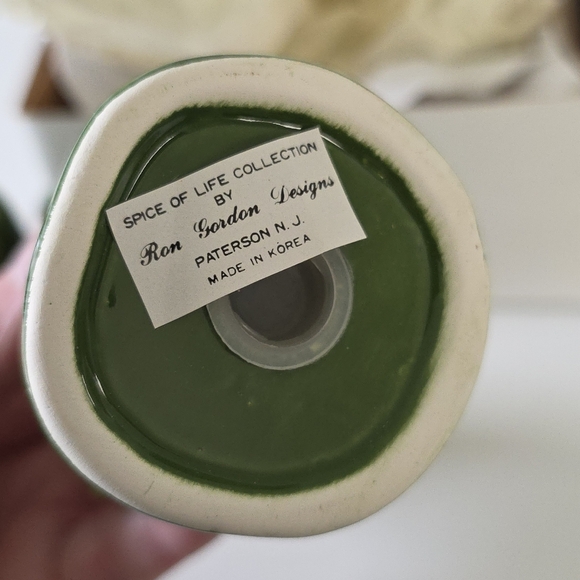 SPICE OF LIFE COLLECTION
BY
Ron Gordon Designs
PATERSON N. J.
MADE IN KOREA